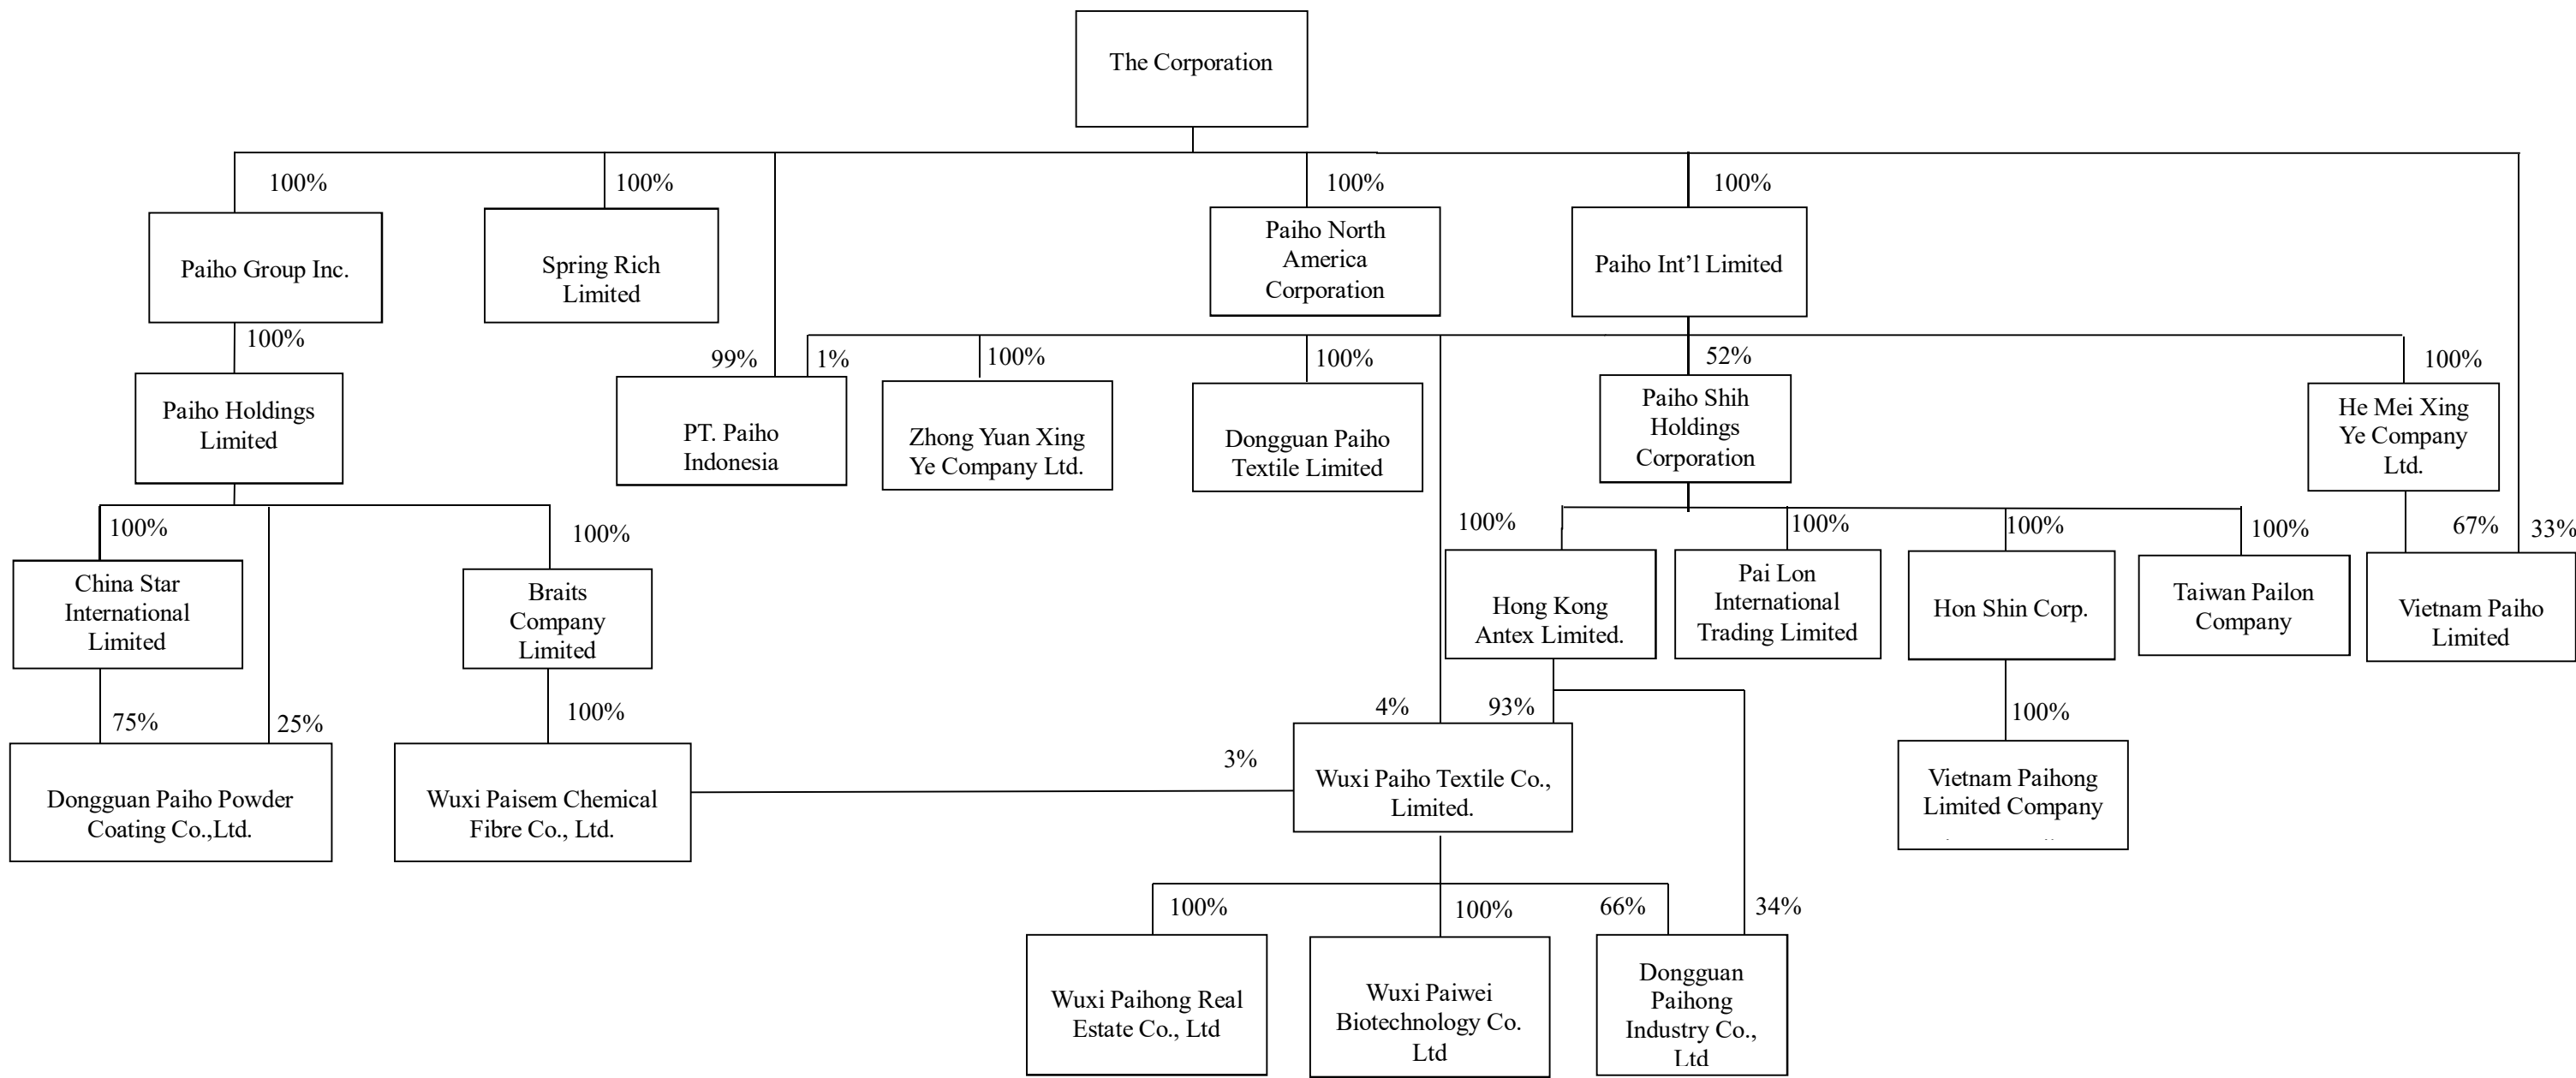 The Corporation
100%
100%
100%
100%
Paiho Group Inc.
Spring Rich
Limited
Paiho North
America
Corporation
Paiho Int’l Limited
100%
99%
1%
100%
100%
52%
100%
Paiho Holdings
Limited
PT. Paiho
Indonesia
Zhong Yuan Xing
Ye Company Ltd.
Dongguan Paiho
Textile Limited
Paiho Shih
Holdings
Corporation
He Mei Xing
Ye Company
Ltd.
100%
100%
100%
100%
100%
100%
67%
33%
China Star
International
Limited
Braits
Company
Limited
Hong Kong
Antex Limited.
Pai Lon
International
Trading Limited
Hon Shin Corp.
Taiwan Pailon
Company
Vietnam Paiho
Limited
75%
25%
100%
3%
4%
93%
100%
Dongguan Paiho Powder
Coating Co.,Ltd.
Wuxi Paisem Chemical
Fibre Co., Ltd.
Wuxi Paiho Textile Co.,
Limited.
Vietnam Paihong
Limited Company
100%
100%
66%
34%
Wuxi Paihong Real
Estate Co., Ltd
Wuxi Paiwei
Biotechnology Co.
Ltd
Dongguan
Paihong
Industry Co.,
Ltd